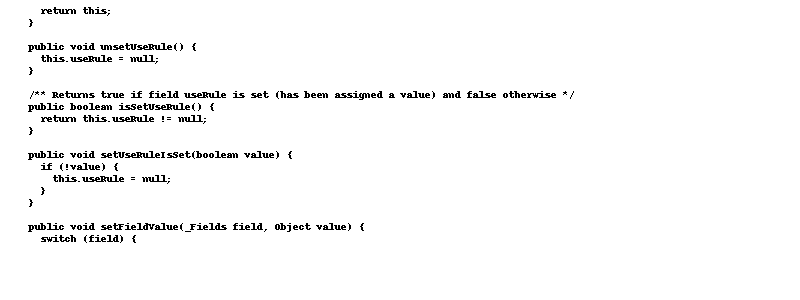 return this;
  }

  public void unsetUseRule() {
    this.useRule = null;
  }

  /** Returns true if field useRule is set (has been assigned a value) and false otherwise */
  public boolean isSetUseRule() {
    return this.useRule != null;
  }

  public void setUseRuleIsSet(boolean value) {
    if (!value) {
      this.useRule = null;
    }
  }

  public void setFieldValue(_Fields field, Object value) {
    switch (field) {